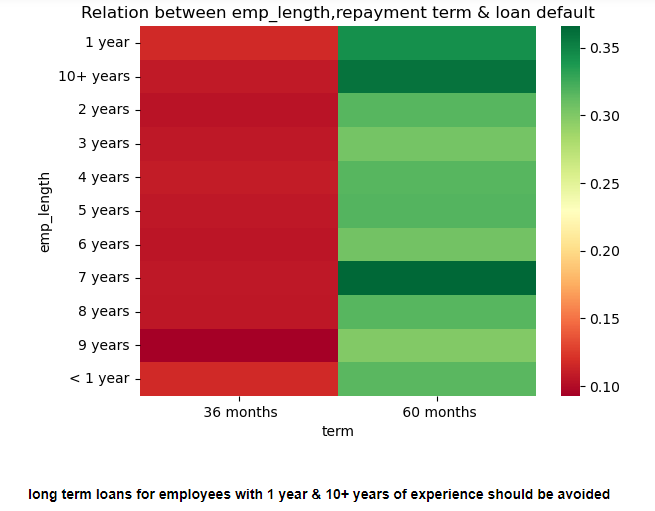 Relation between emp_length,repayment term & loan default
1 year
10+ years
2 years
3 years
4 years
5 years
6 years
7 years
8 years
9 years
< 1 year
emp_length
36 months
60 months
term
0.35
0.30
0.25
0.20
0.15
0.10
long term loans for employees with 1 year & 10+ years of experience should be avoided